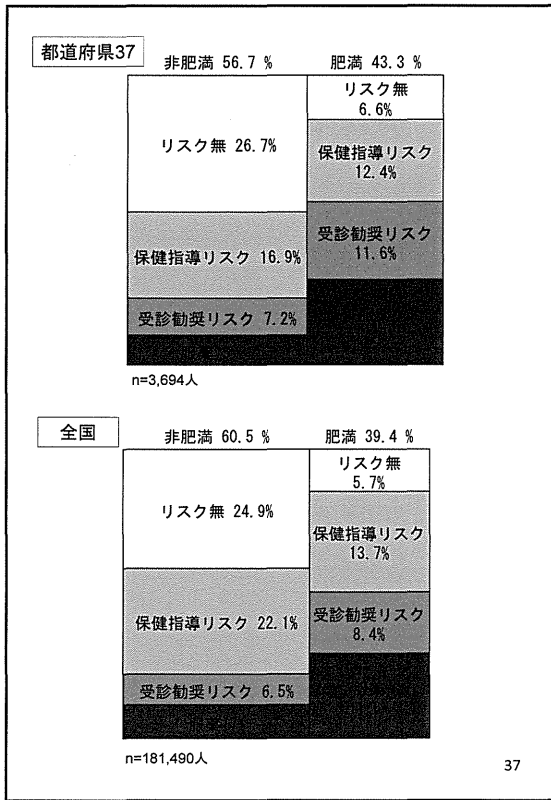 都道府県37
非肥満 56.7 %
肥満 43.3 %
リスク無 26.7%
保健指導リスク 16.9%
受診勧奨リスク 7.2%
リスク無
6.6%
保健指導リスク
12.4%
受診勧奨リスク
11.6%
n=3,694人
全国
非肥満 60.5 %
肥満 39.4 %
リスク無 24.9%
保健指導リスク 22.1%
受診勧奨リスク 6.5%
リスク無
5.7%
保健指導リスク
13.7%
受診勧奨リスク
8.4%
n=181,490人
37